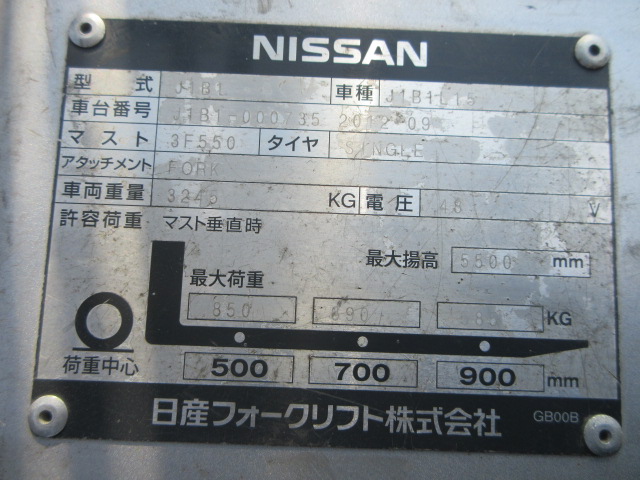 NISSAN
型式 J1B1L 車種 J1B1L15
車台番号 J1B1-000735 2012-09
マスト 3F550 タイヤ SINGLE
アタッチメント FORK
車両重量 3245 KG 電圧 48 V
許容荷重 マスト垂直時
最大揚高 mm
最大荷重
850 690 KG
荷重中心 500 700 900 mm
日産フォークリフト株式会社 GB00B